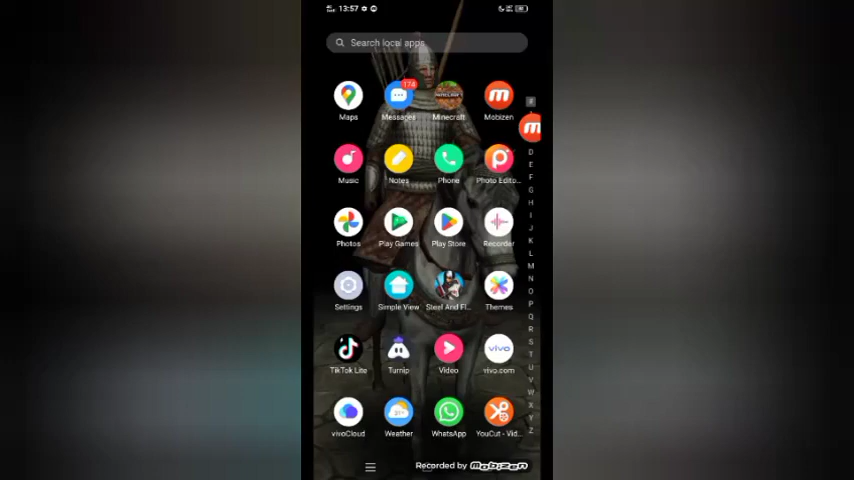 13:57
Search local apps
174
Maps
Messages
Minecraft
Mobizen
Music
Notes
Phone
Photo Edito...
Photos
Play Games
Play Store
Recorder
Settings
Simple View
Steel And Fl...
Themes
TikTok Lite
Turnip
Video
vivo
vivo.com
vivoCloud
Weather
WhatsApp
YouCut - Vid...
#
D
E
F
G
H
I
J
K
L
M
N
O
P
Q
R
S
T
U
V
W
X
Y
Z
Recorded by Mobizen